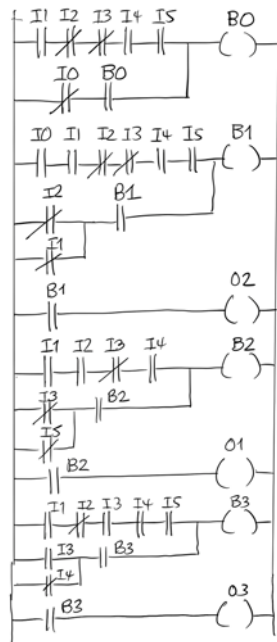 I1 I2 I3 I4 I5 B0
I0 B0
I0 I1 I2 I3 I4 I5 B1
I2 B1
I1
B1 O2
I1 I2 I3 I4 B2
I3 B2
I5
B2 O1
I1 I2 I3 I4 I5 B3
I3 B3
I4
B3 O3